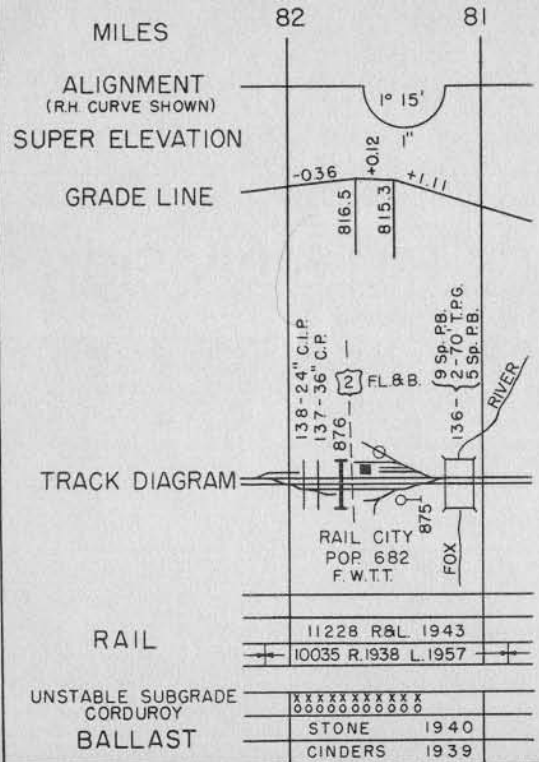 82 81
MILES
ALIGNMENT
(R.H. CURVE SHOWN)
1° 15'
SUPER ELEVATION
1"
-036 +0.12 +1.11
GRADE LINE
816.5 815.3
138-24" C.I.P.
137-36" C.P.
876
2 F.L.&B.
136-
9 Sp. P.B.
2-70' T.P.G.
5 Sp. P.B.
RIVER
TRACK DIAGRAM
875
FOX
RAIL CITY
POP. 682
F.W.T.T.
RAIL
11228 R&L 1943
10035 R.1938 L.1957
UNSTABLE SUBGRADE
xxxxxxxxxxx
CORDUROY
ooooooooooo
BALLAST
STONE 1940
CINDERS 1939